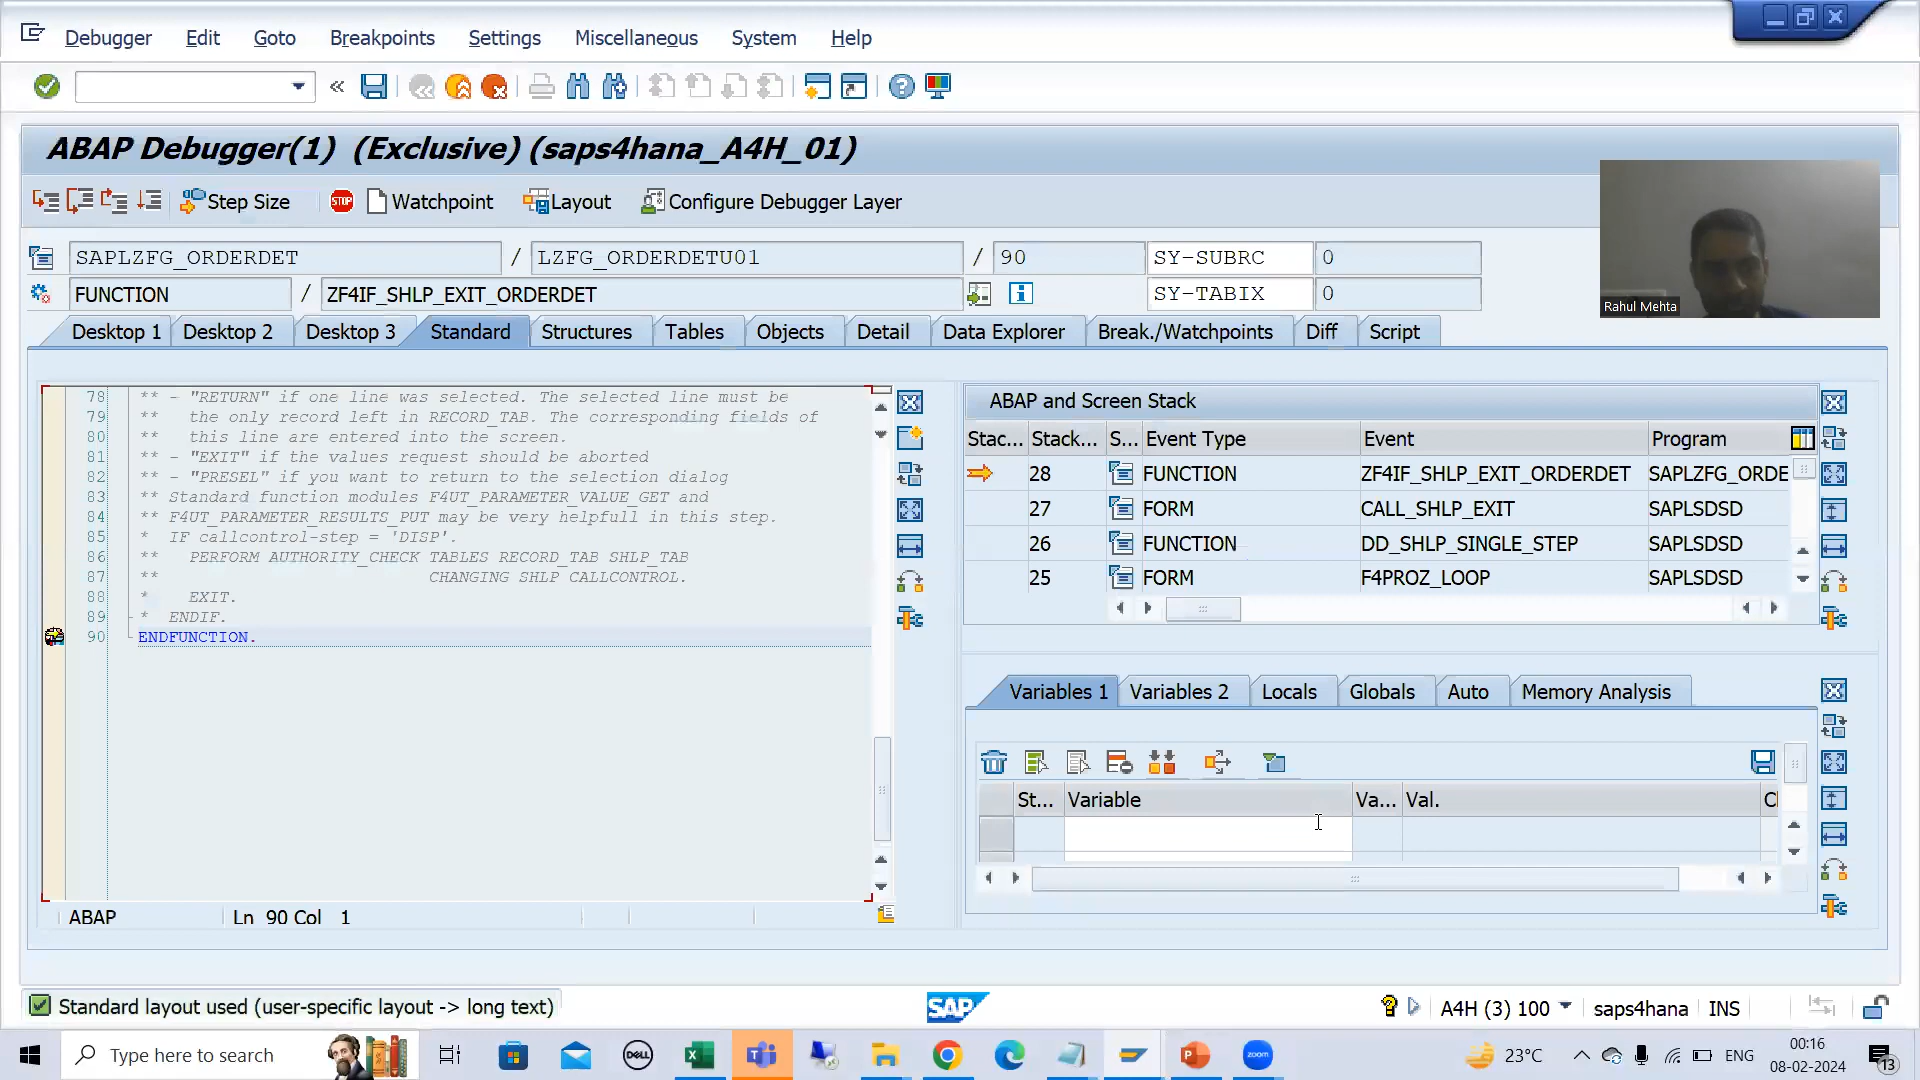 Debugger Edit Goto Breakpoints Settings Miscellaneous System Help
«
ABAP Debugger(1) (Exclusive) (saps4hana_A4H_01)
Step Size STOP Watchpoint Layout Configure Debugger Layer
SAPLZFG_ORDERDET / LZFG_ORDERDETU01 / 90 SY-SUBRC 0
FUNCTION / ZF4IF_SHLP_EXIT_ORDERDET SY-TABIX 0
Rahul Mehta
Desktop 1 Desktop 2 Desktop 3 Standard Structures Tables Objects Detail Data Explorer Break./Watchpoints Diff Script
78 ** - "RETURN" if one line was selected. The selected line must be
79 ** the only record left in RECORD_TAB. The corresponding fields of
80 ** this line are entered into the screen.
81 ** - "EXIT" if the values request should be aborted
82 ** - "PRESEL" if you want to return to the selection dialog
83 ** Standard function modules F4UT_PARAMETER_VALUE_GET and
84 ** F4UT_PARAMETER_RESULTS_PUT may be very helpfull in this step.
85 * IF callcontrol-step = 'DISP'.
86 ** PERFORM AUTHORITY_CHECK TABLES RECORD_TAB SHLP_TAB
87 ** CHANGING SHLP CALLCONTROL.
88 * EXIT.
89 * ENDIF.
90 ENDFUNCTION.
ABAP Ln 90 Col 1
ABAP and Screen Stack
Stac... Stack... S... Event Type Event Program
28 FUNCTION ZF4IF_SHLP_EXIT_ORDERDET SAPLZFG_ORDE
27 FORM CALL_SHLP_EXIT SAPLSDSD
26 FUNCTION DD_SHLP_SINGLE_STEP SAPLSDSD
25 FORM F4PROZ_LOOP SAPLSDSD
Variables 1 Variables 2 Locals Globals Auto Memory Analysis
St... Variable Va... Val. Cl
Standard layout used (user-specific layout -> long text)
SAP
A4H (3) 100 saps4hana INS
Type here to search
DELL
zoom
23°C
ENG
00:16
08-02-2024
13